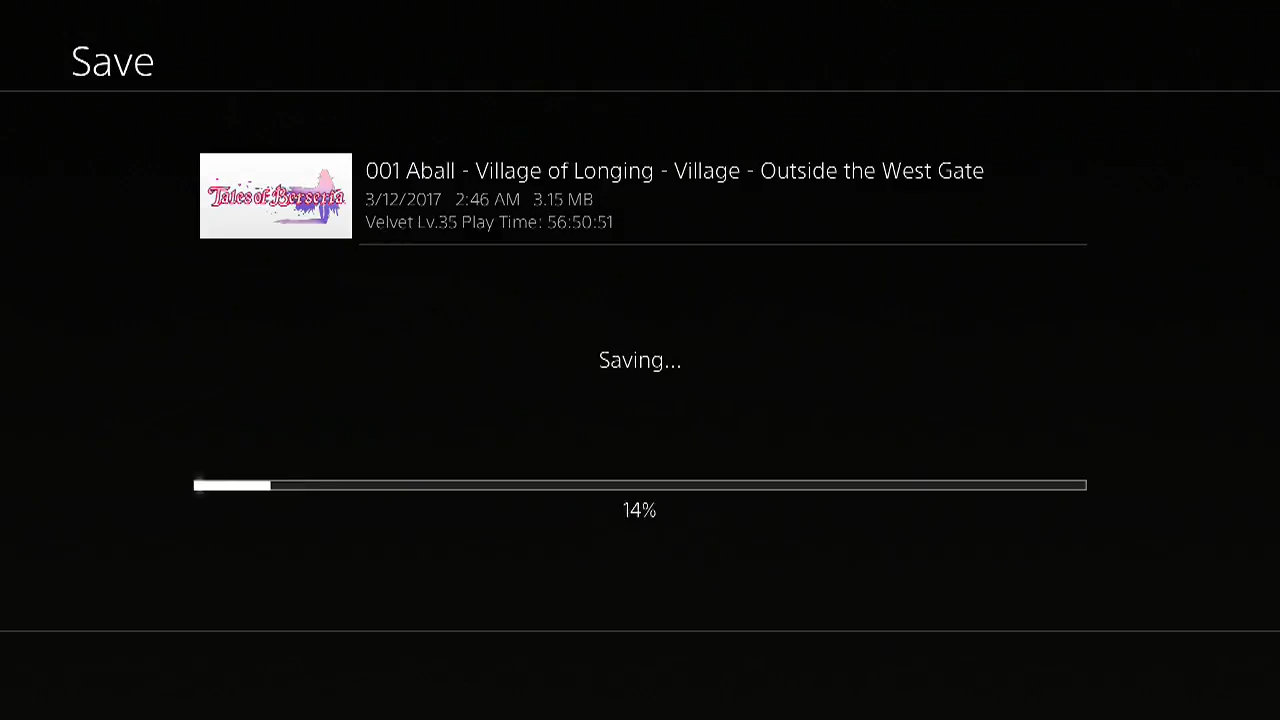 Save
Tales of Berseria
001 Aball - Village of Longing - Village - Outside the West Gate
3/12/2017 2:46 AM 3.15 MB
Velvet Lv.35 Play Time: 56:50:51
Saving...
14%